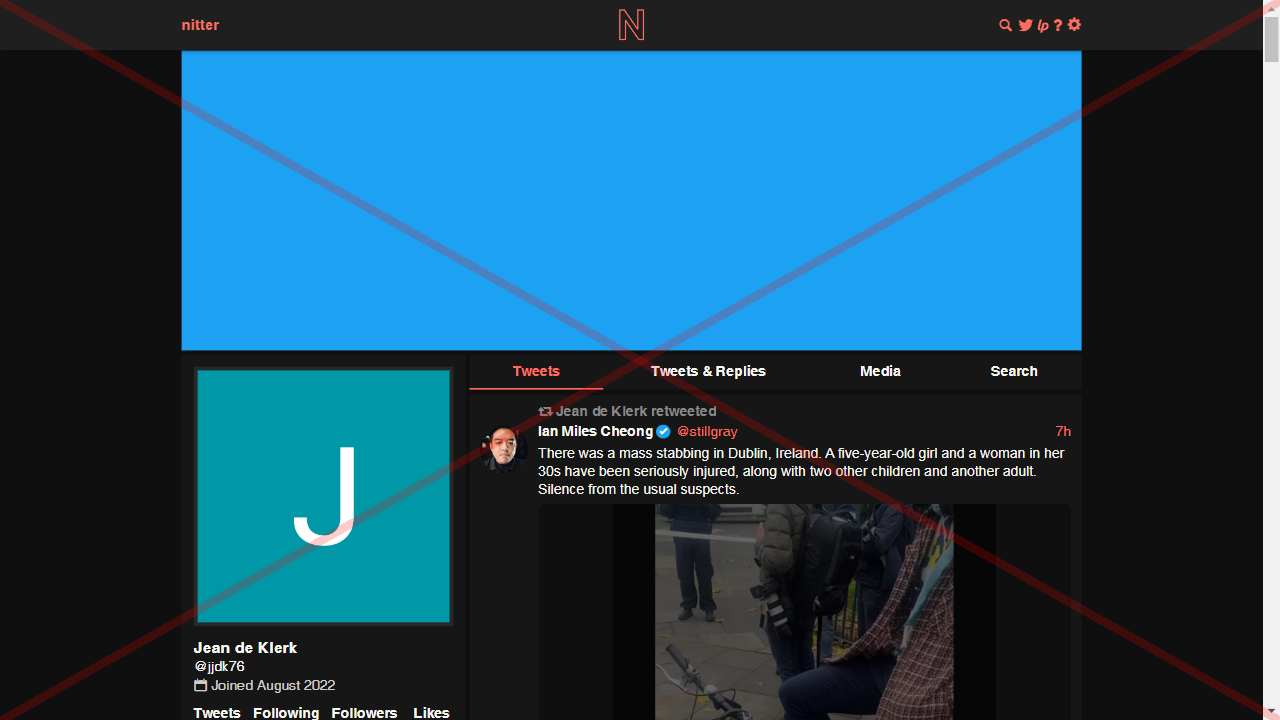 nitter
N
lp ?
J
Jean de Klerk
@jjdk76
Joined August 2022
Tweets Following Followers Likes
Tweets Tweets & Replies Media Search
Jean de Klerk retweeted
Ian Miles Cheong @stillgray 7h
There was a mass stabbing in Dublin, Ireland. A five-year-old girl and a woman in her
30s have been seriously injured, along with two other children and another adult.
Silence from the usual suspects.